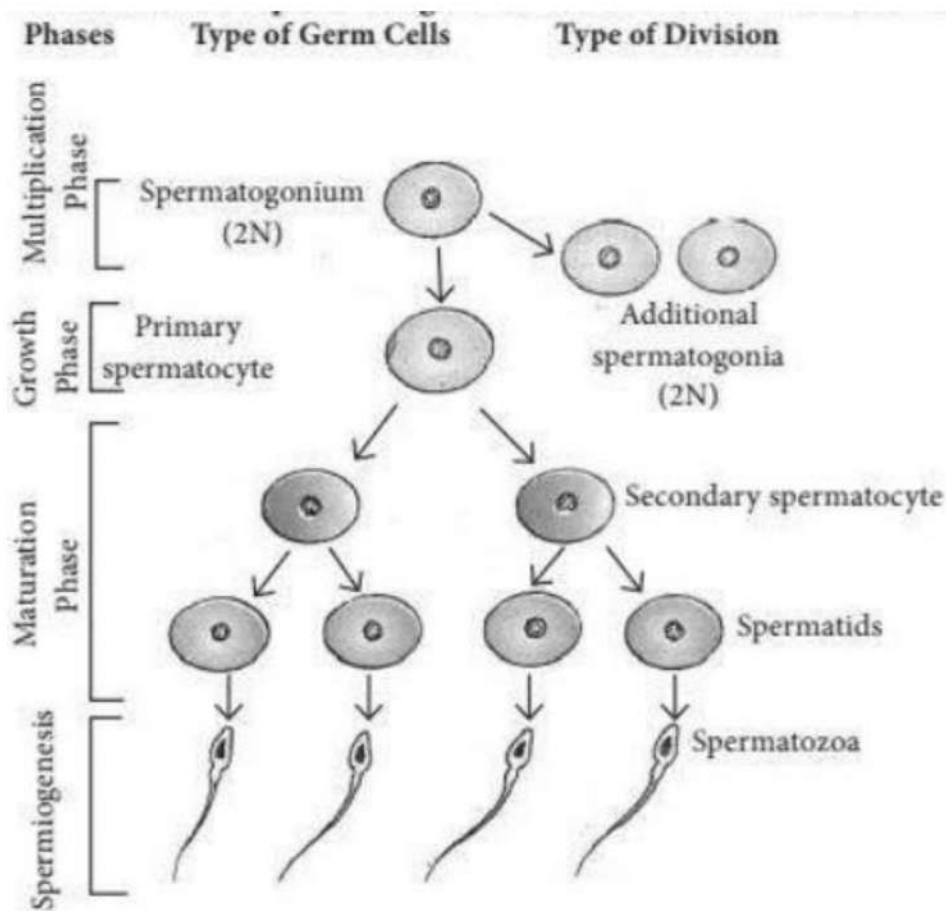 Phases
Type of Germ Cells
Type of Division
Multiplication
Phase
Spermatogonium
(2N)
Additional
spermatogonia
(2N)
Growth
Phase
Primary
spermatocyte
Maturation
Phase
Secondary spermatocyte
Spermatids
Spermiogenesis
Spermatozoa